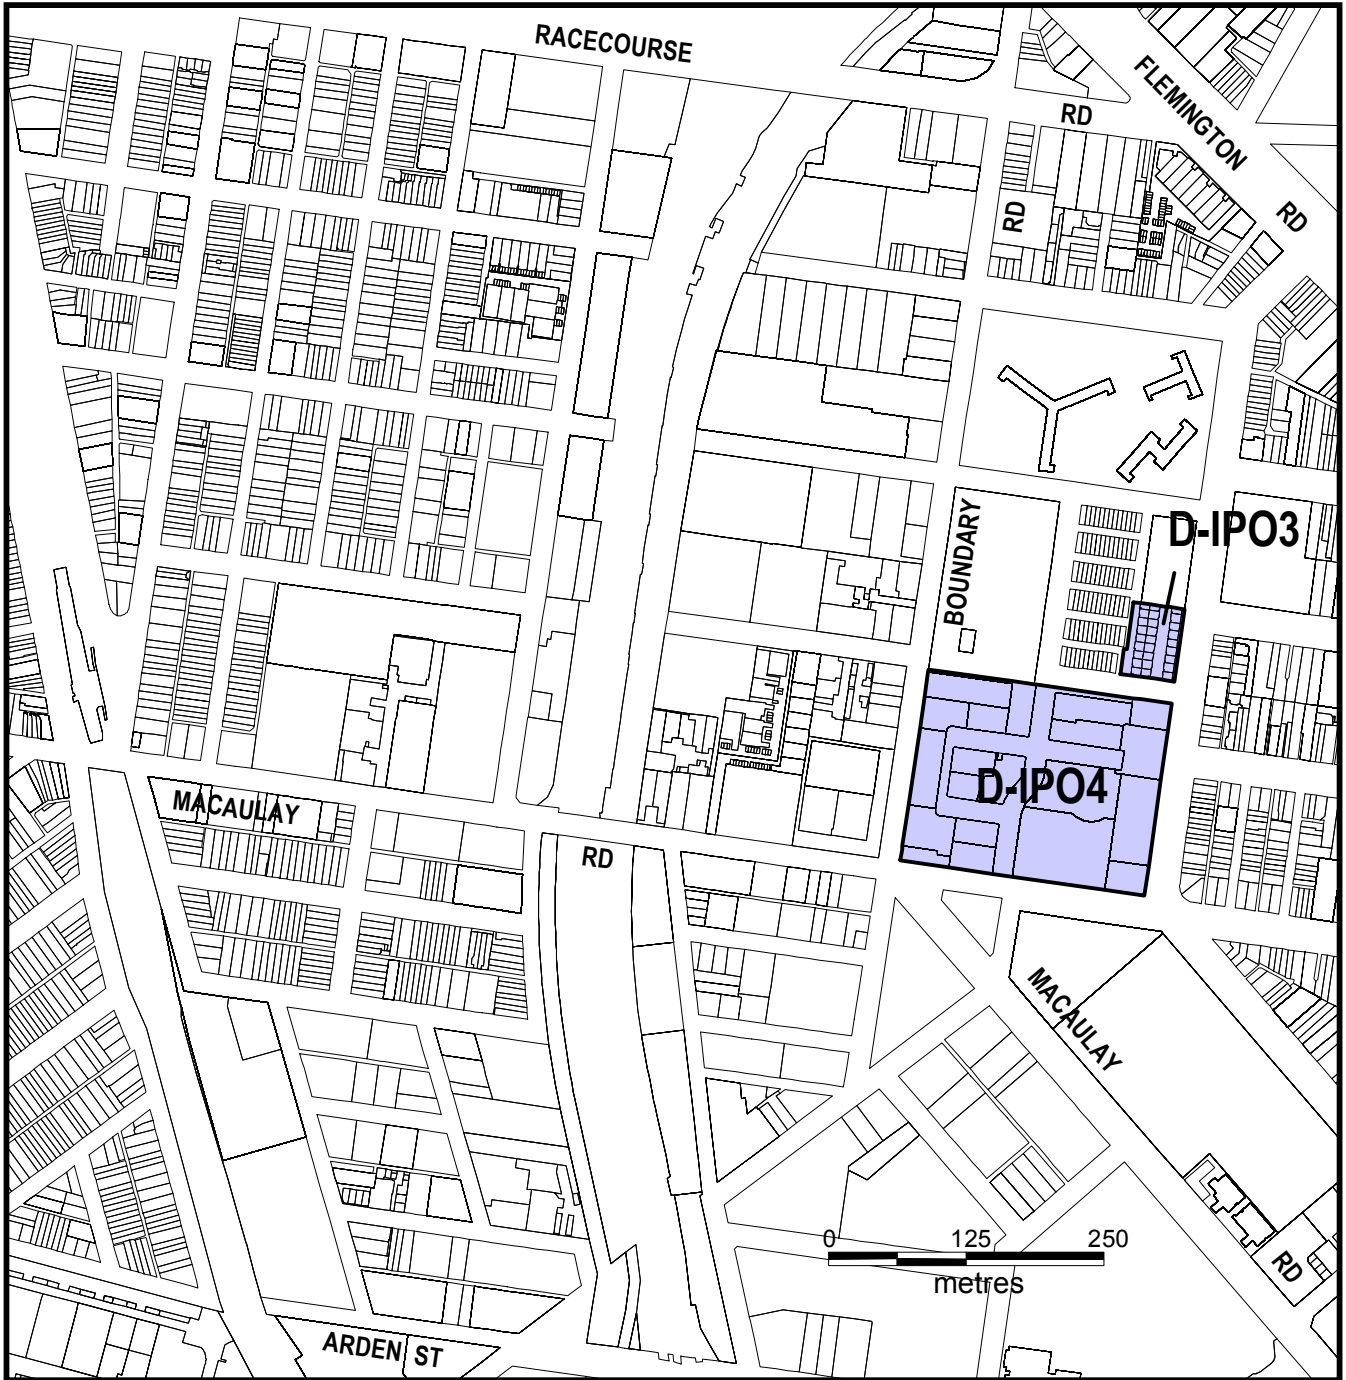 RACECOURSE
RD
FLEMINGTON
RD
RD
BOUNDARY
D-IPO3
D-IPO4
MACAULAY
RD
MACAULAY
RD
0 125 250
metres
ARDEN ST